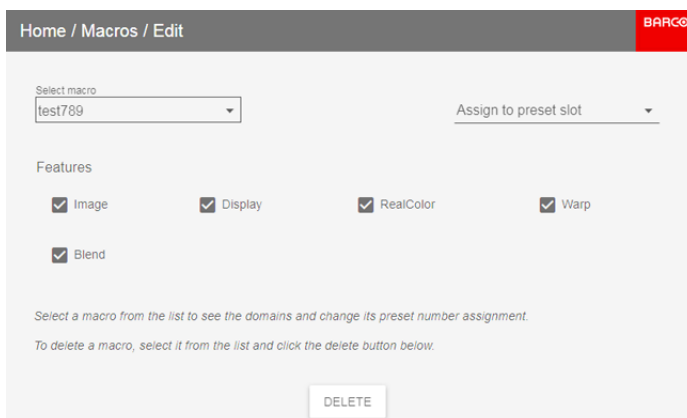 Home / Macros / Edit
BARCO
Select macro
test789
Assign to preset slot
Features
Image
Display
RealColor
Warp
Blend
Select a macro from the list to see the domains and change its preset number assignment.
To delete a macro, select it from the list and click the delete button below.
DELETE